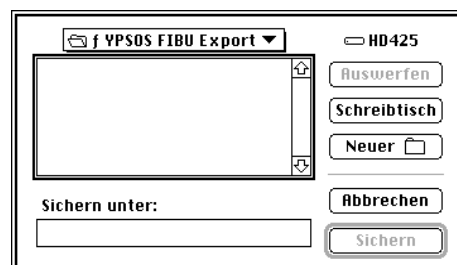 ƒ YPSOS FIBU Export
HD425
Auswerfen
Schreibtisch
Neuer
Sichern unter:
Abbrechen
Sichern